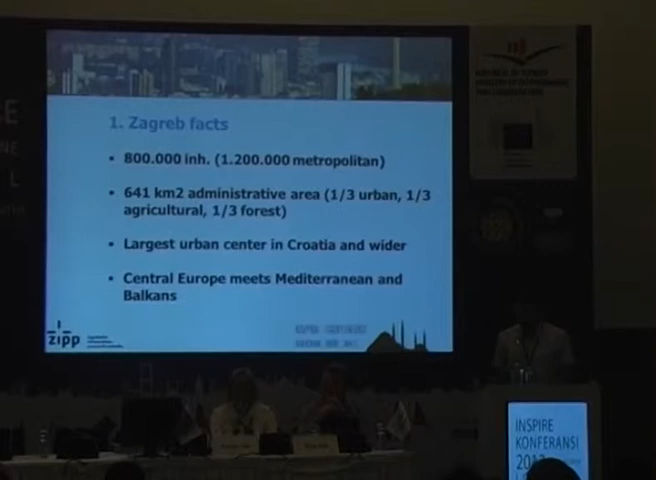 1. Zagreb facts
• 800.000 inh. (1.200.000 metropolitan)
• 641 km2 administrative area (1/3 urban, 1/3
agricultural, 1/3 forest)
• Largest urban center in Croatia and wider
• Central Europe meets Mediterranean and
Balkans
zipp
INSPIRE
KONFERANSI